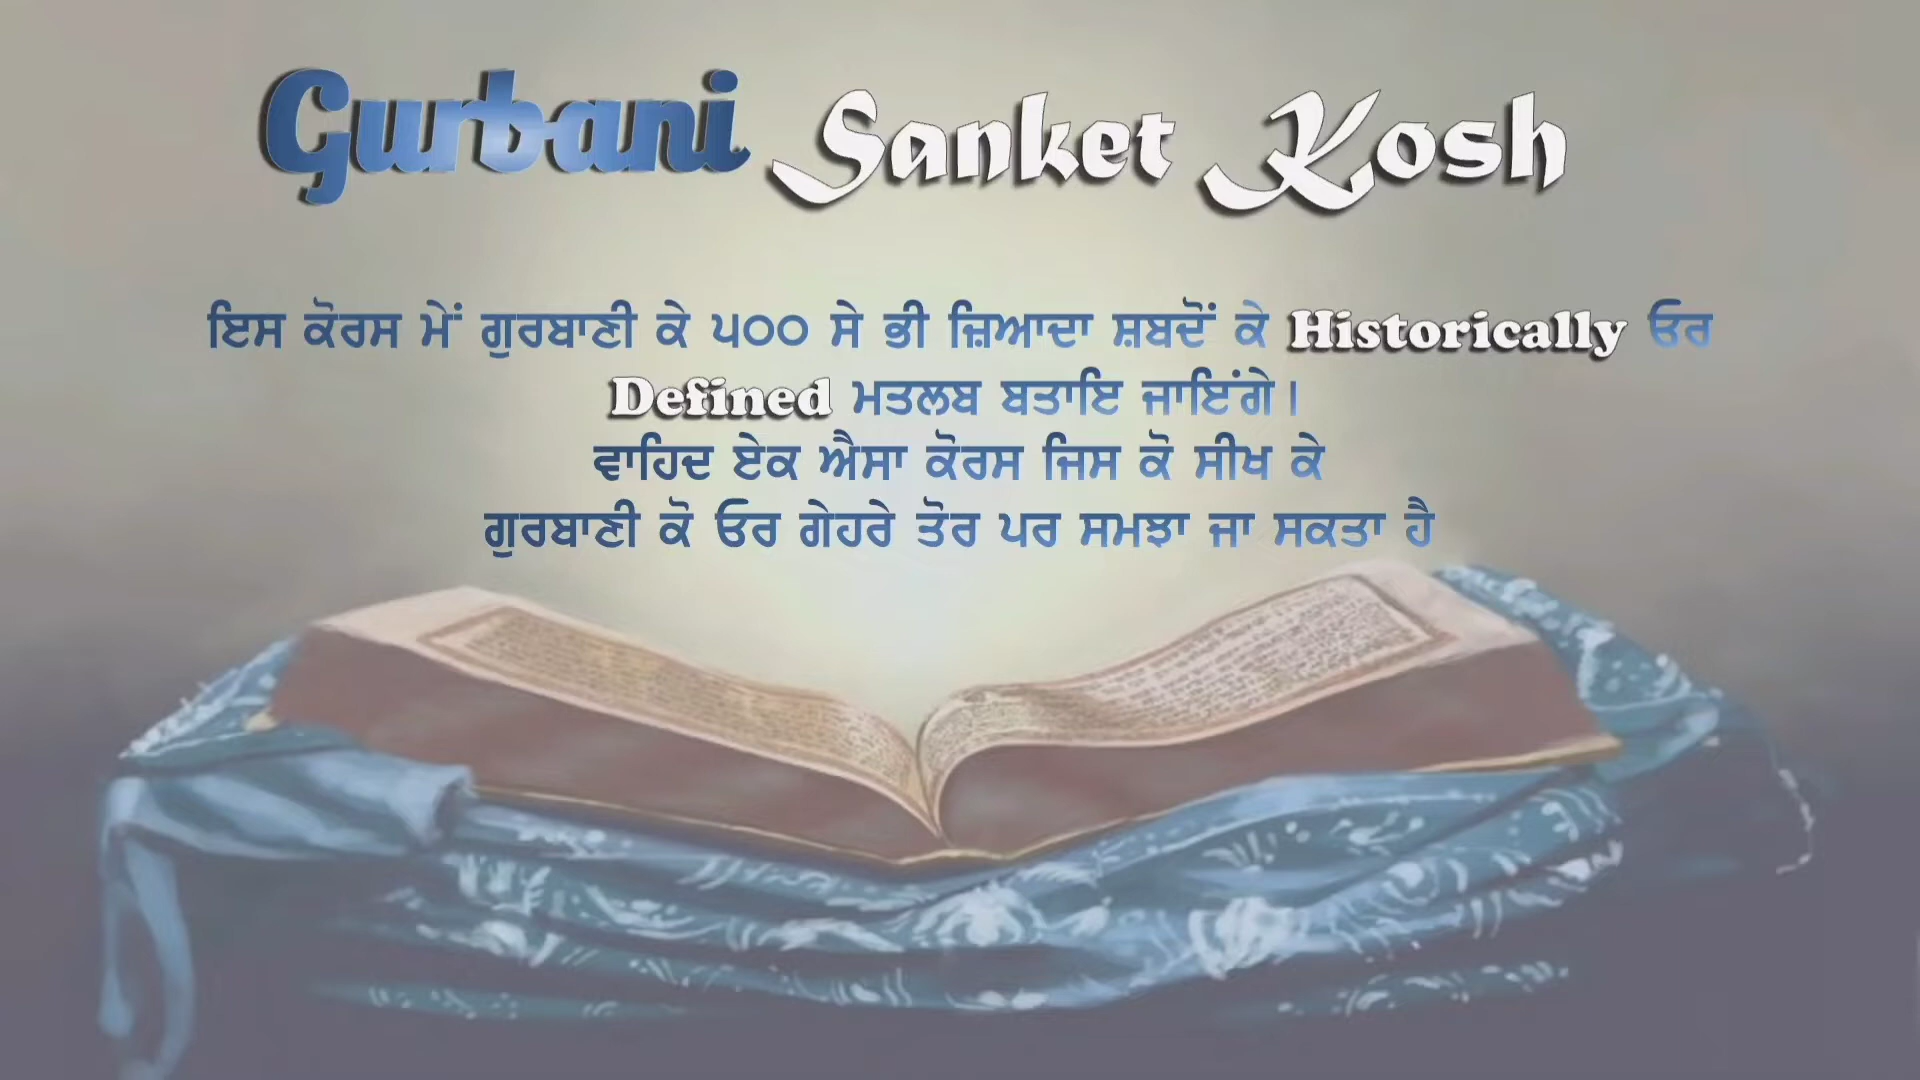 Gurbani Sanket Kosh
ਇਸ ਕੋਰਸ ਮੇਂ ਗੁਰਬਾਣੀ ਕੇ ੫੦੦ ਸੇ ਭੀ ਜ਼ਿਆਦਾ ਸ਼ਬਦੋਂ ਕੇ Historically ਓਰ
Defined ਮਤਲਬ ਬਤਾਇ ਜਾਇਂਗੇ।
ਵਾਹਿਦ ਏਕ ਐਸਾ ਕੋਰਸ ਜਿਸ ਕੋ ਸੀਖ ਕੇ
ਗੁਰਬਾਣੀ ਕੋ ਓਰ ਗੇਹਰੇ ਤੋਰ ਪਰ ਸਮਝਾ ਜਾ ਸਕਤਾ ਹੈ